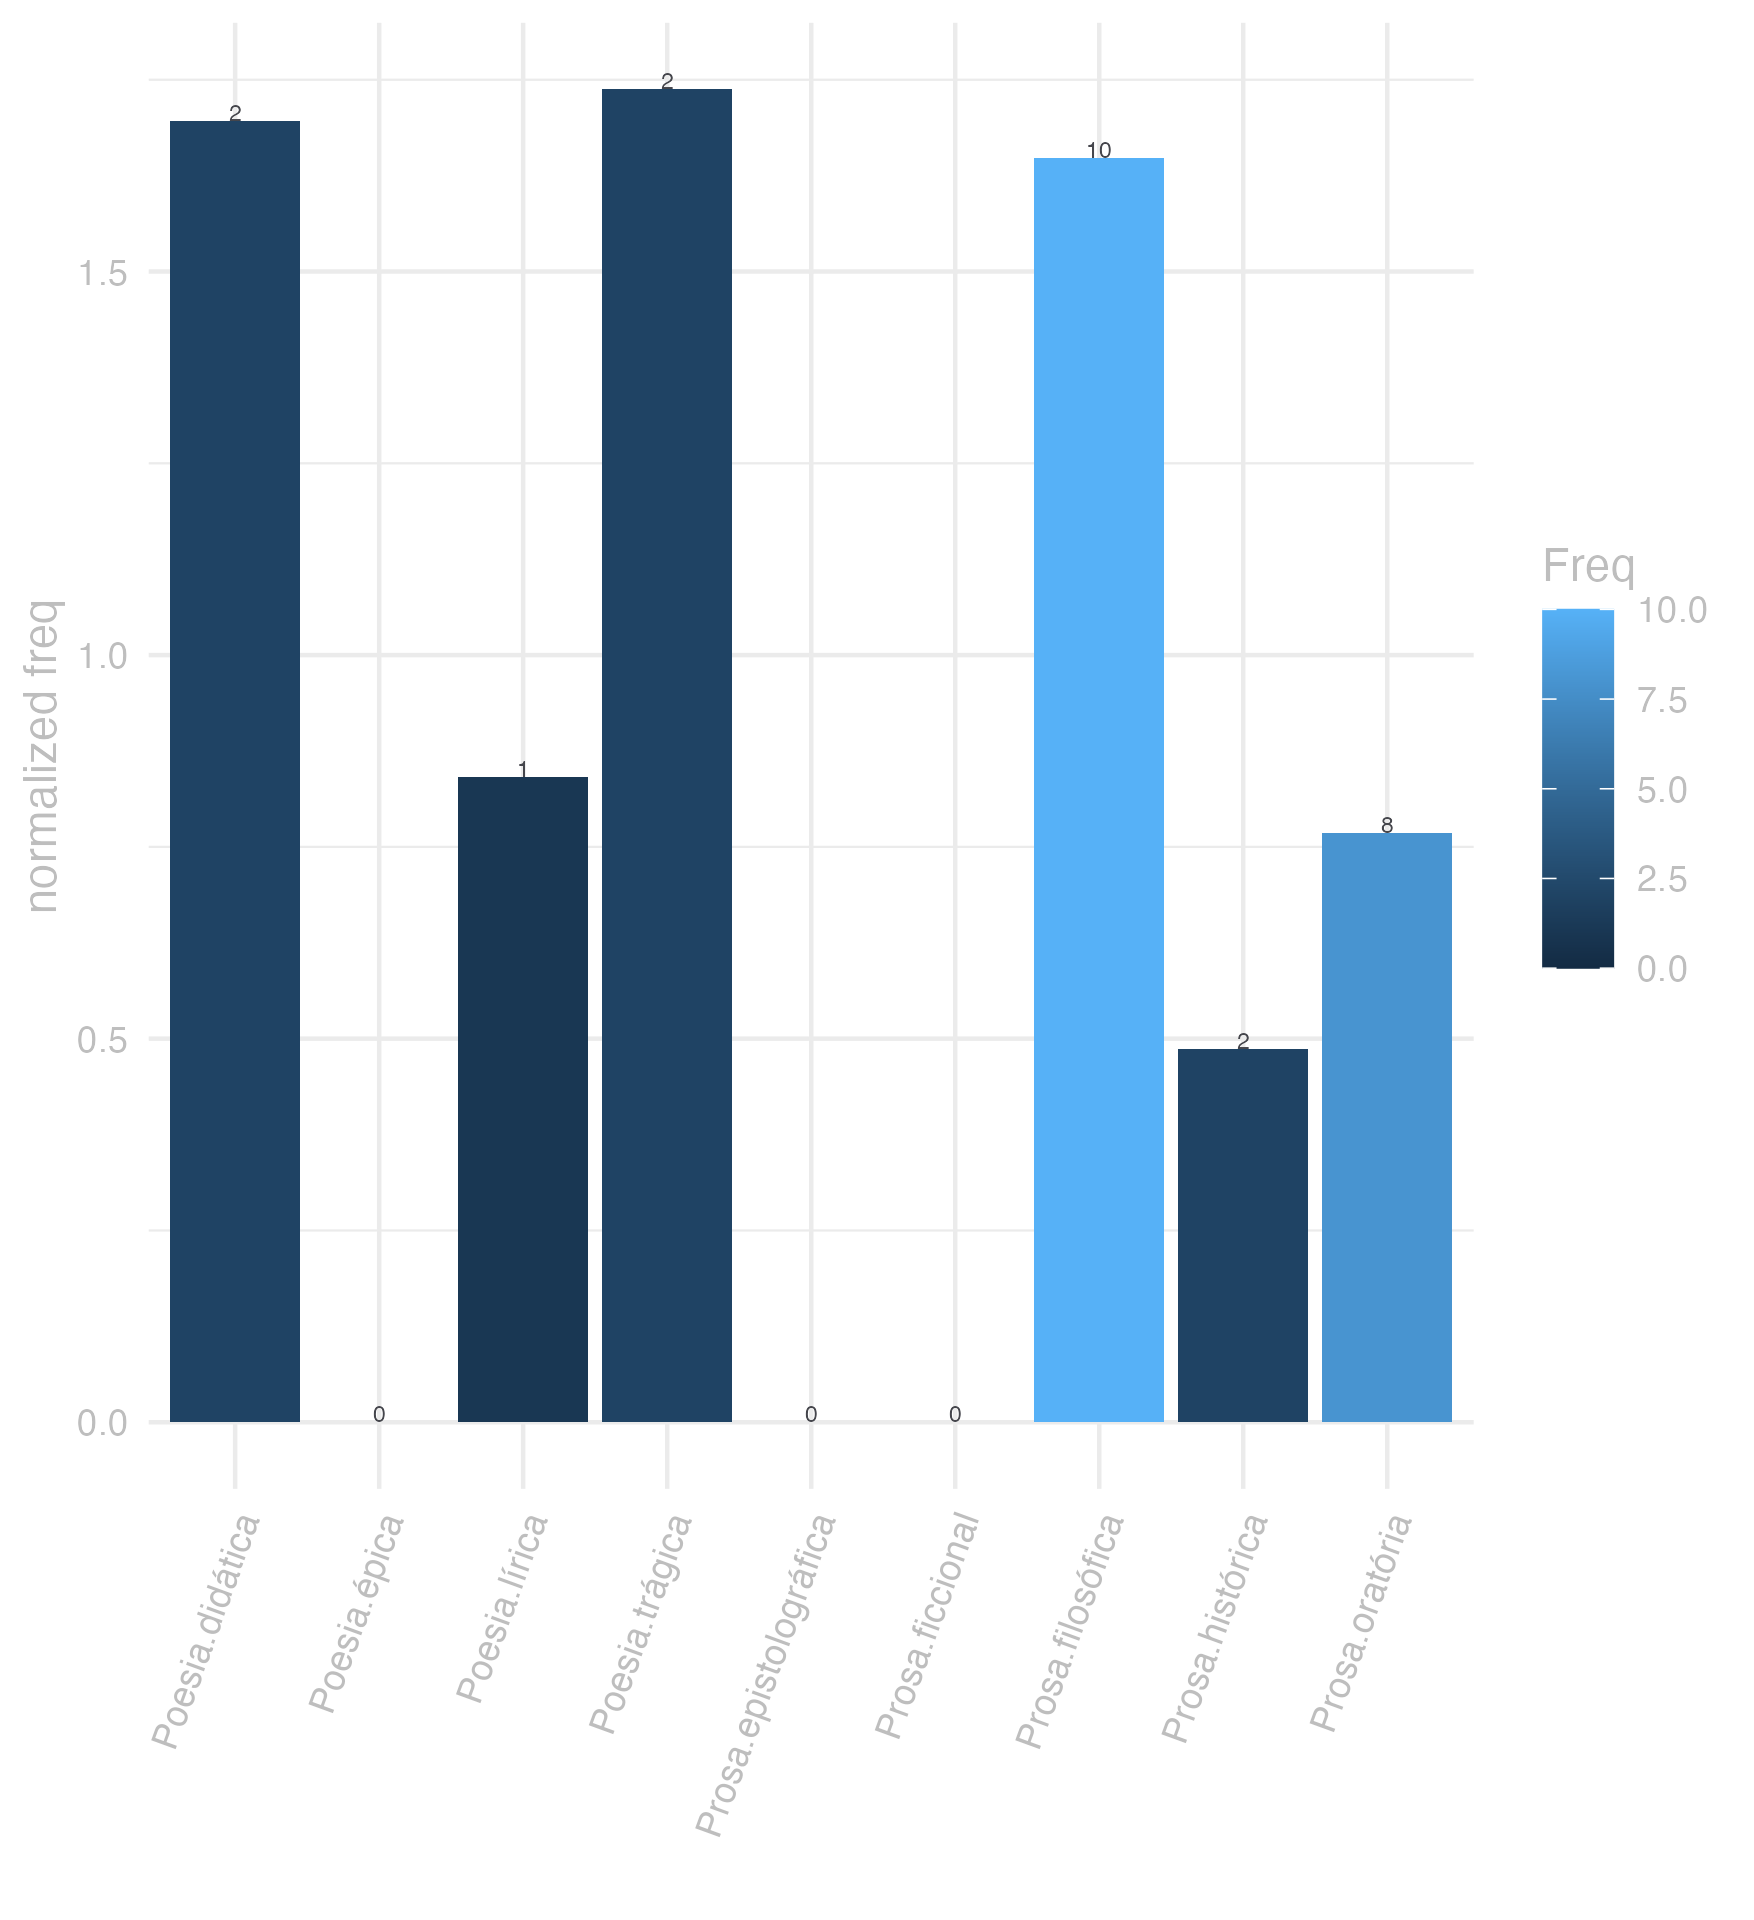 2
2
10
1
8
2
0
0
0
1.5
1.0
0.5
0.0
normalized freq
Poesia.didática
Poesia.épica
Poesia.lírica
Poesia.trágica
Prosa.epistolográfica
Prosa.ficcional
Prosa.filosófica
Prosa.histórica
Prosa.oratória
Freq
10.0
7.5
5.0
2.5
0.0